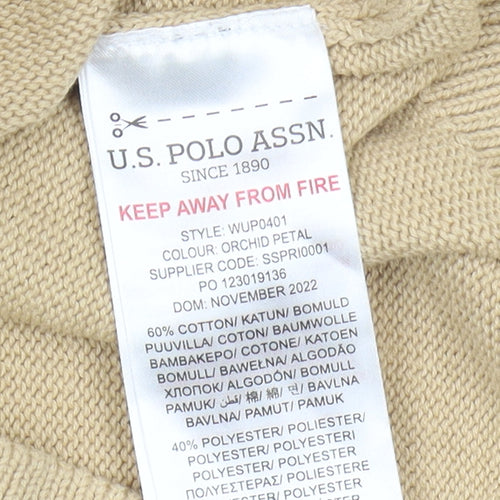 U.S. POLO ASSN.
SINCE 1890
KEEP AWAY FROM FIRE
STYLE: WUP0401
COLOUR: ORCHID PETAL
SUPPLIER CODE: SSPRI0001
PO 123019136
DOM: NOVEMBER 2022
60% COTTON/ KATUN/ BOMULD
PUUVILLA/ COTON/ BAUMWOLLE
ΒΑΜΒΑΚΕΡΟ/ COTONE/ KATOEN
BOMULL/ BAWEŁNA/ ALGODÃO
ХЛОПОК/ ALGODÓN/ BOMULL
PAMUK/ قطن/ 棉/ 綿/ 면/ BAVLNA
BAVLNA/ PAMUT/ PAMUK
40% POLYESTER/ POLIESTER/
POLYESTER/ POLYESTERI
POLYESTER/ POLYESTER
ΠΟΛΥΕΣΤΕΡΑΣ/ POLIESTERE
POLYESTER/ POLYESTER